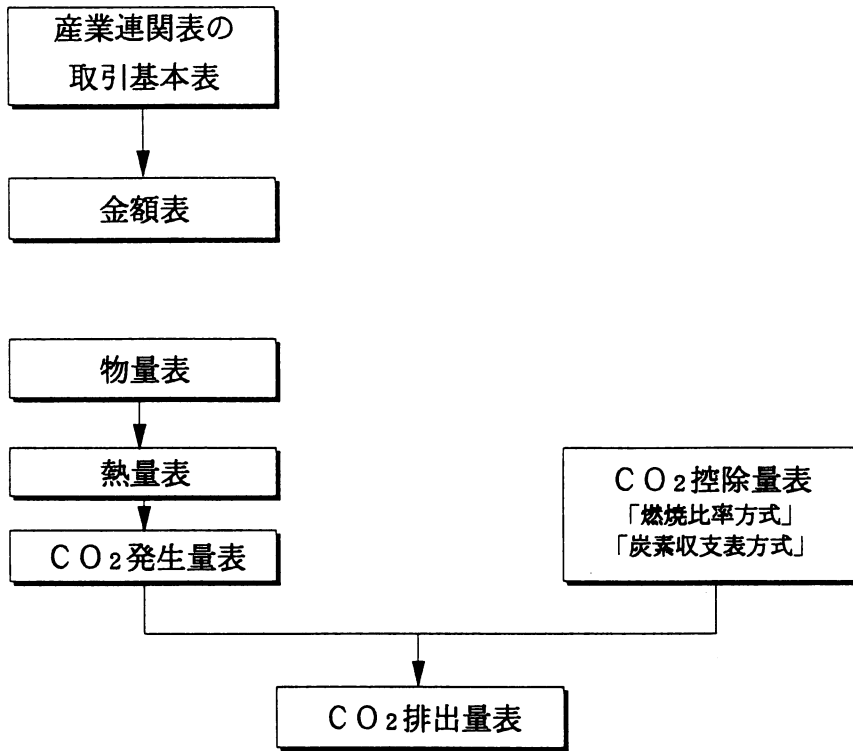 産業連関表の
取引基本表
金額表
物量表
熱量表
CO2発生量表
CO2控除量表
「燃焼比率方式」
「炭素収支表方式」
CO2排出量表